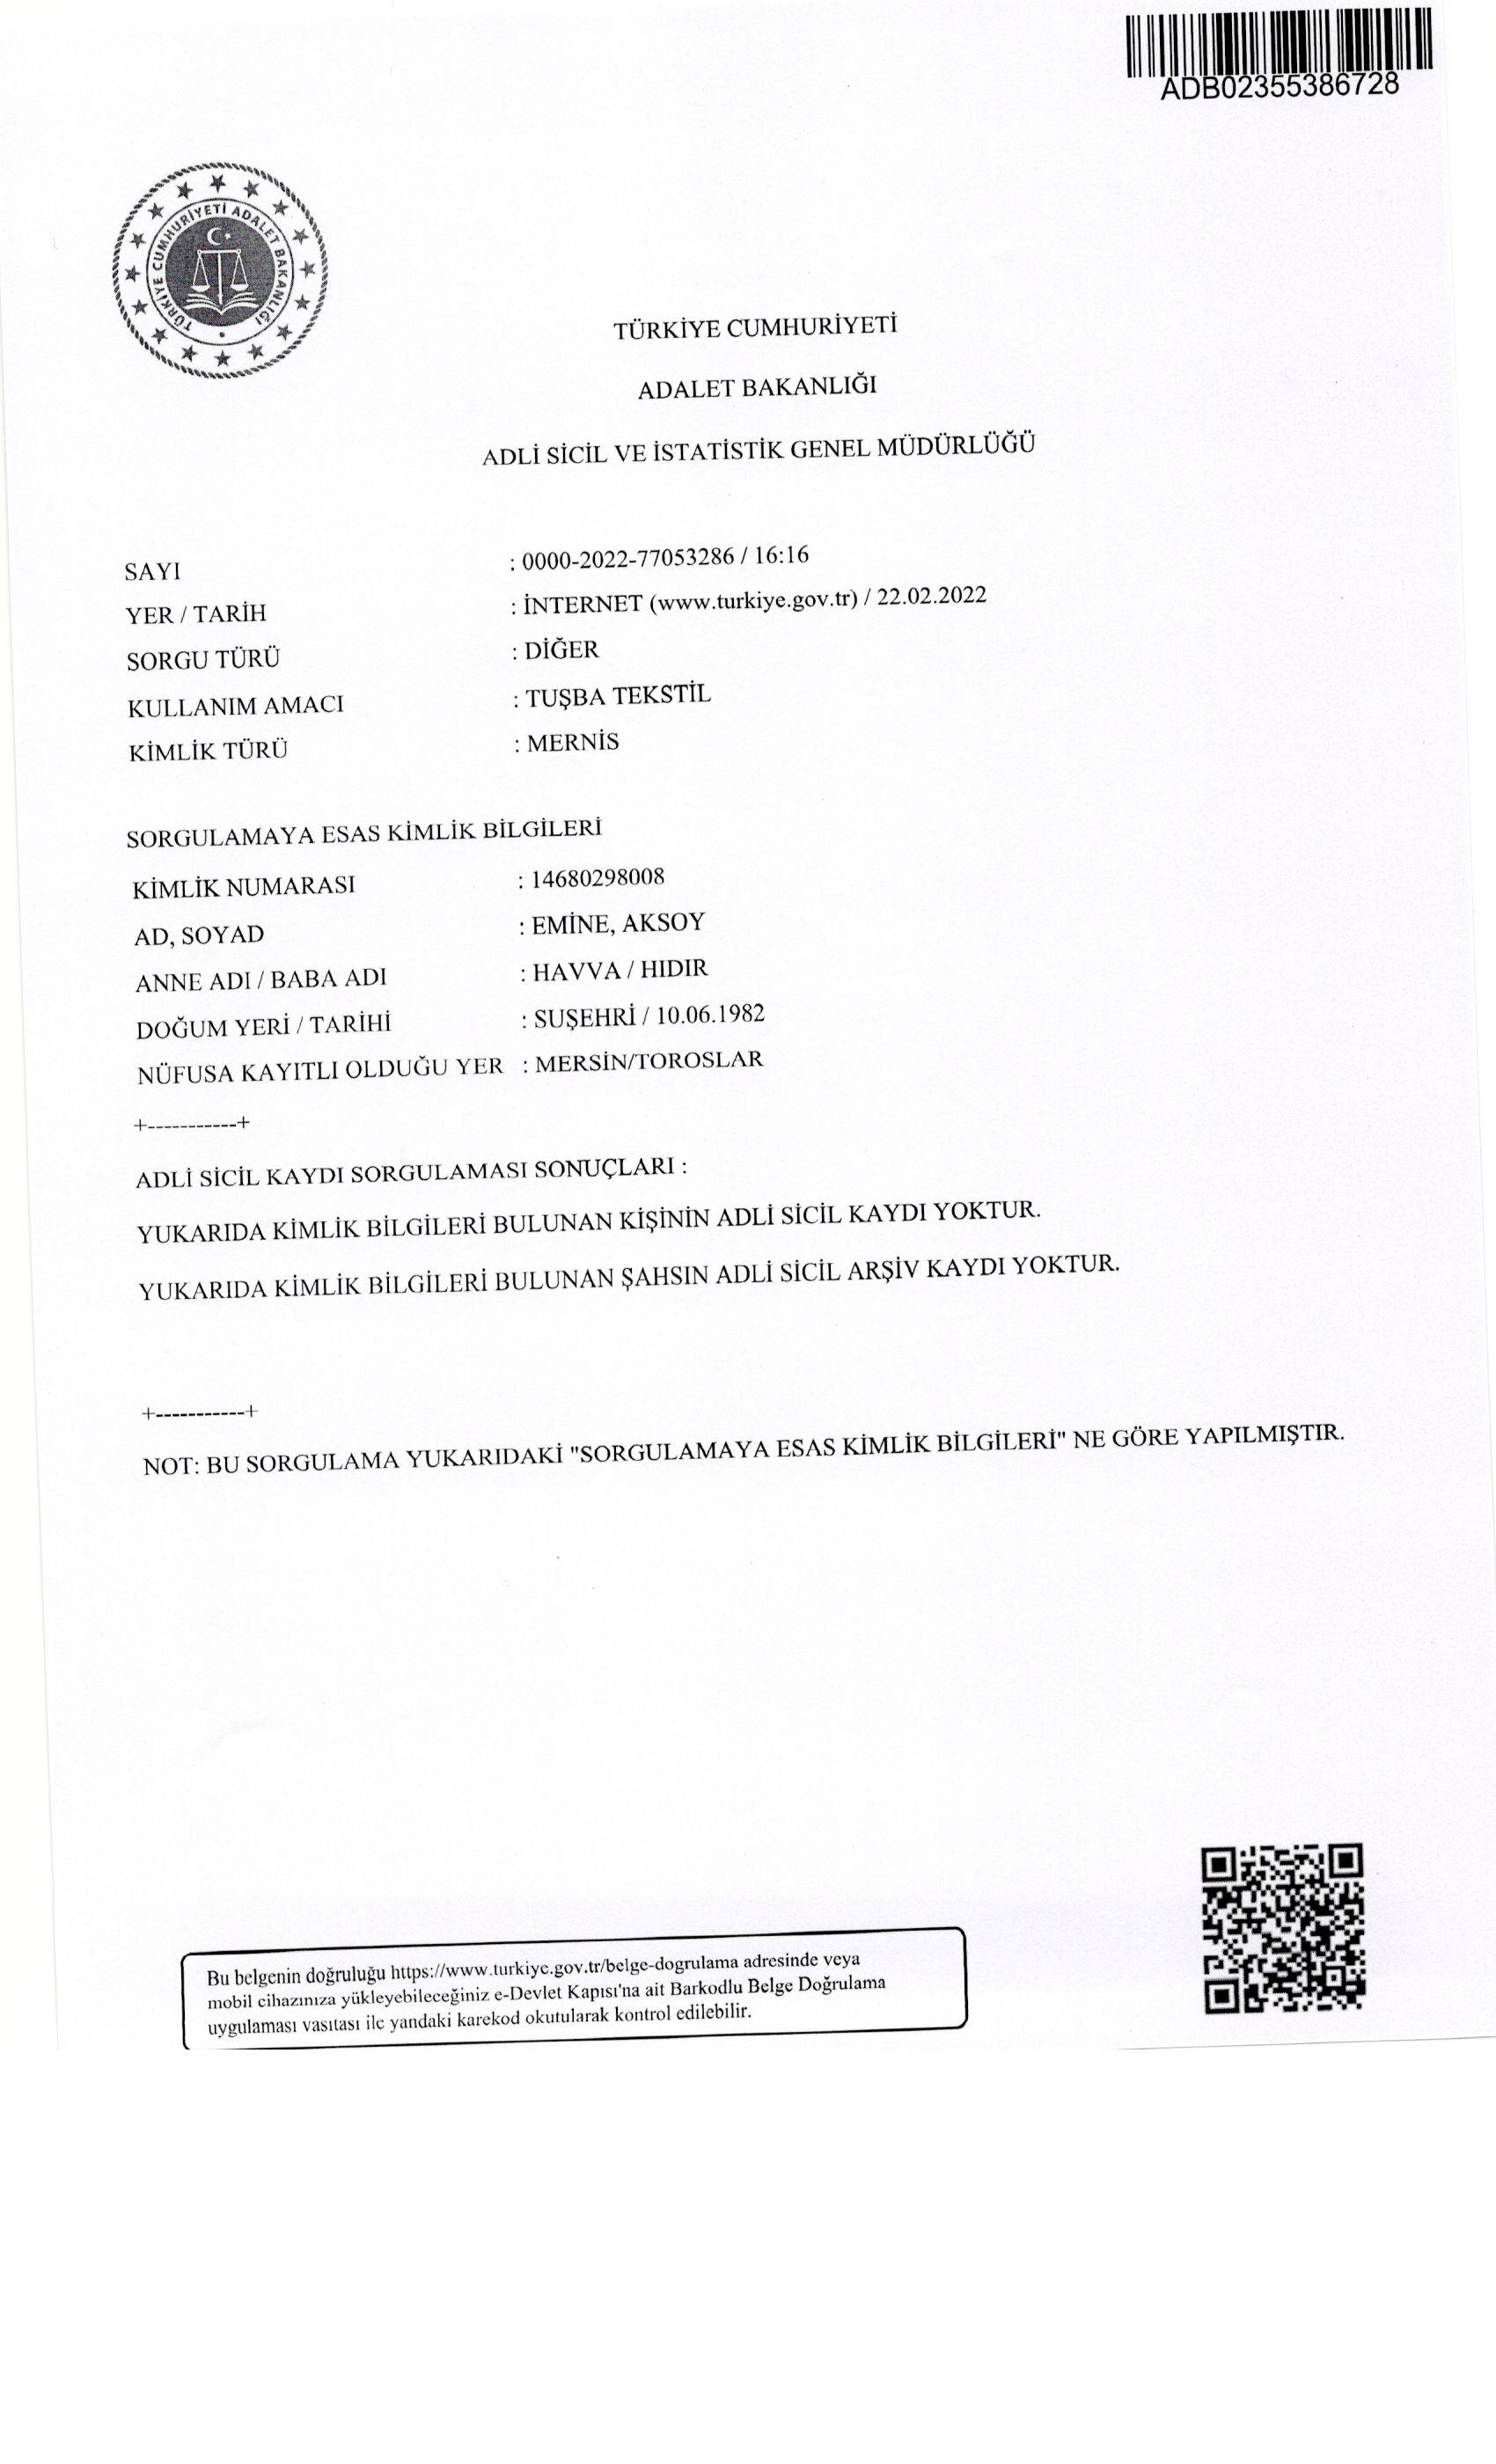 ADB02355386728
TÜRKİYE CUMHURİYETİ ADALET BAKANLIĞI
TÜRKİYE CUMHURİYETİ
ADALET BAKANLIĞI
ADLİ SİCİL VE İSTATİSTİK GENEL MÜDÜRLÜĞÜ
SAYI : 0000-2022-77053286 / 16:16
YER / TARİH : İNTERNET (www.turkiye.gov.tr) / 22.02.2022
SORGU TÜRÜ : DİĞER
KULLANIM AMACI : TUŞBA TEKSTİL
KİMLİK TÜRÜ : MERNİS
SORGULAMAYA ESAS KİMLİK BİLGİLERİ
KİMLİK NUMARASI : 14680298008
AD, SOYAD : EMİNE, AKSOY
ANNE ADI / BABA ADI : HAVVA / HIDIR
DOĞUM YERİ / TARİHİ : SUŞEHRİ / 10.06.1982
NÜFUSA KAYITLI OLDUĞU YER : MERSİN/TOROSLAR
+-----------+
ADLİ SİCİL KAYDI SORGULAMASI SONUÇLARI :
YUKARIDA KİMLİK BİLGİLERİ BULUNAN KİŞİNİN ADLİ SİCİL KAYDI YOKTUR.
YUKARIDA KİMLİK BİLGİLERİ BULUNAN ŞAHSIN ADLİ SİCİL ARŞİV KAYDI YOKTUR.
+-----------+
NOT: BU SORGULAMA YUKARIDAKİ "SORGULAMAYA ESAS KİMLİK BİLGİLERİ" NE GÖRE YAPILMIŞTIR.
Bu belgenin doğruluğu https://www.turkiye.gov.tr/belge-dogrulama adresinde veya
mobil cihazınıza yükleyebileceğiniz e-Devlet Kapısı'na ait Barkodlu Belge Doğrulama
uygulaması vasıtası ile yandaki karekod okutularak kontrol edilebilir.